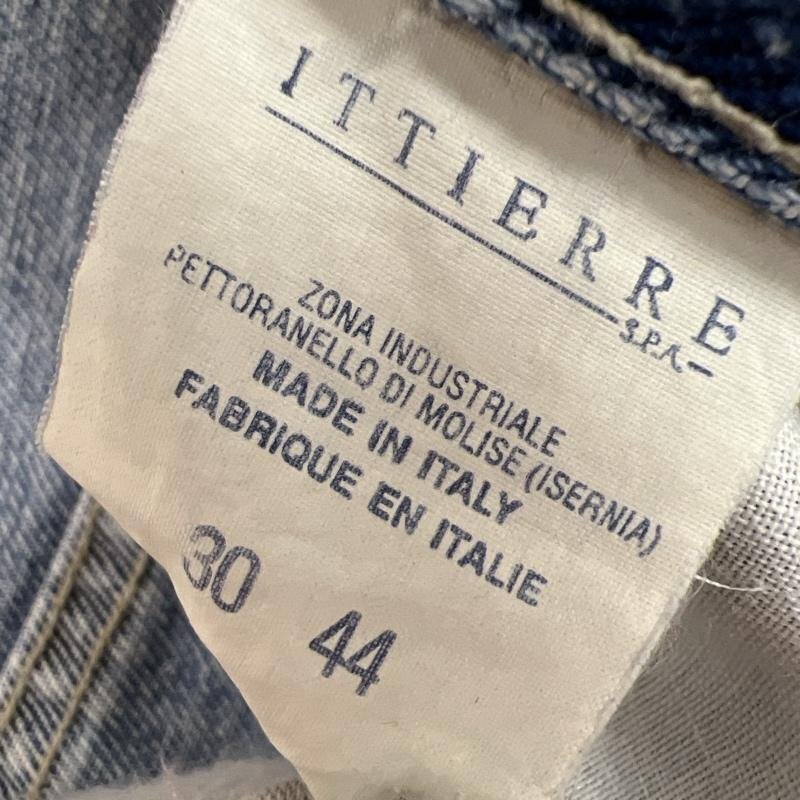 ITTIERRE
S.P.A.
ZONA INDUSTRIALE
PETTORANELLO DI MOLISE (ISERNIA)
MADE IN ITALY
FABRIQUE EN ITALIE
30 44